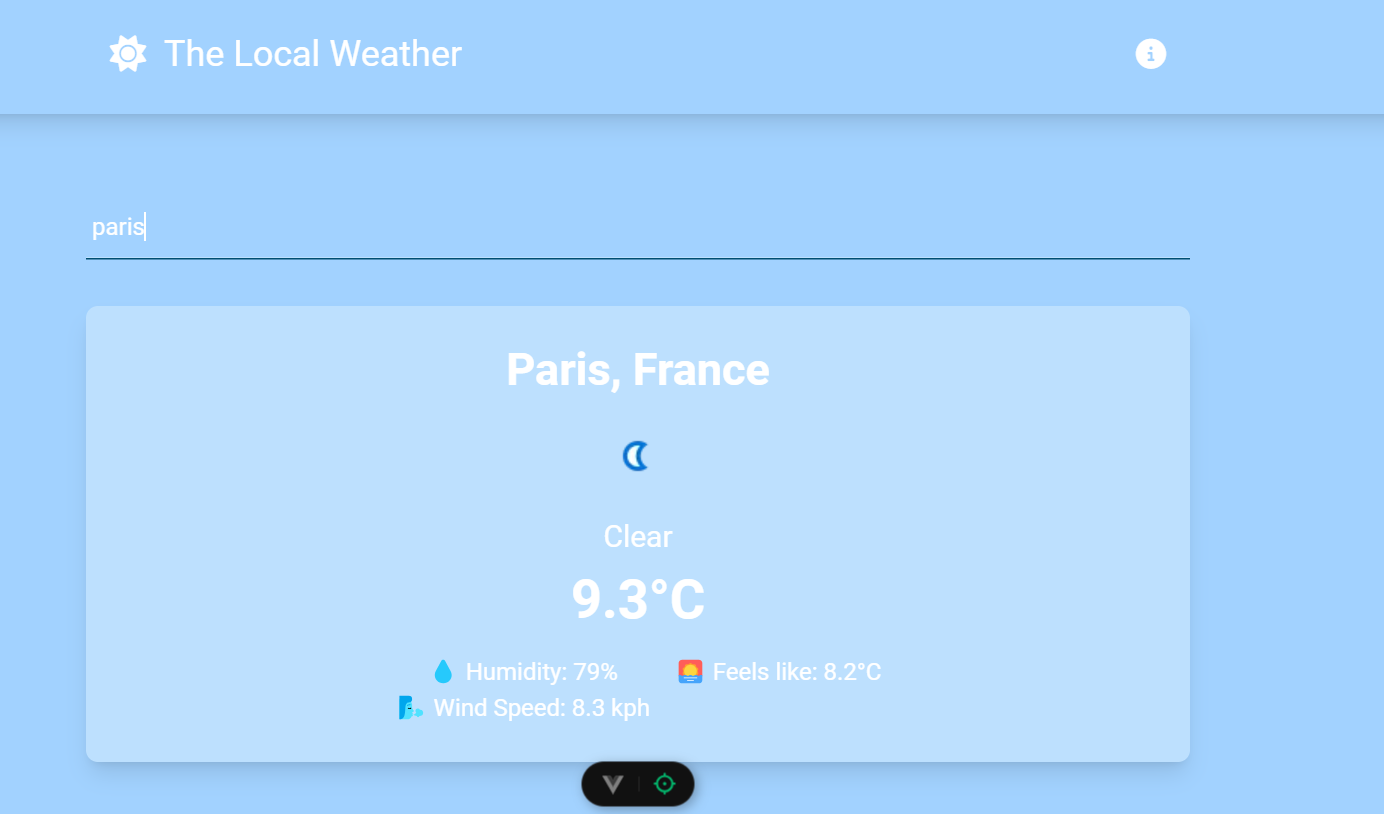 The Local Weather
paris
Paris, France
Clear
9.3°C
Humidity: 79% Feels like: 8.2°C
Wind Speed: 8.3 kph